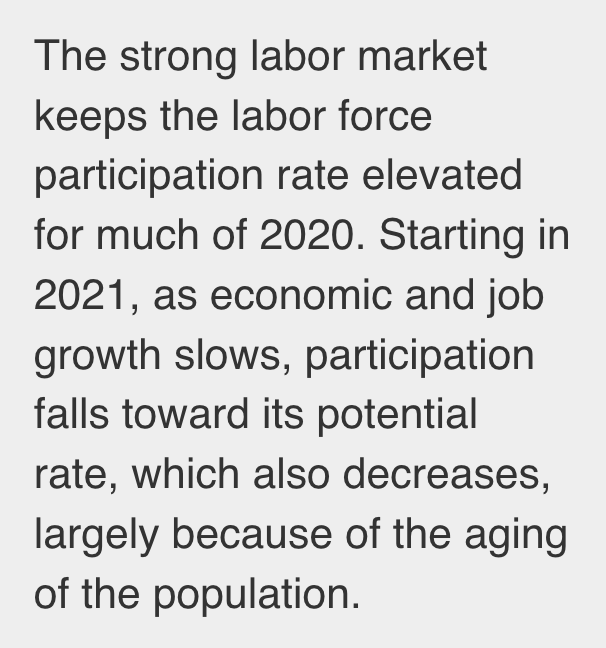 The strong labor market
keeps the labor force
participation rate elevated
for much of 2020. Starting in
2021, as economic and job
growth slows, participation
falls toward its potential
rate, which also decreases,
largely because of the aging
of the population.